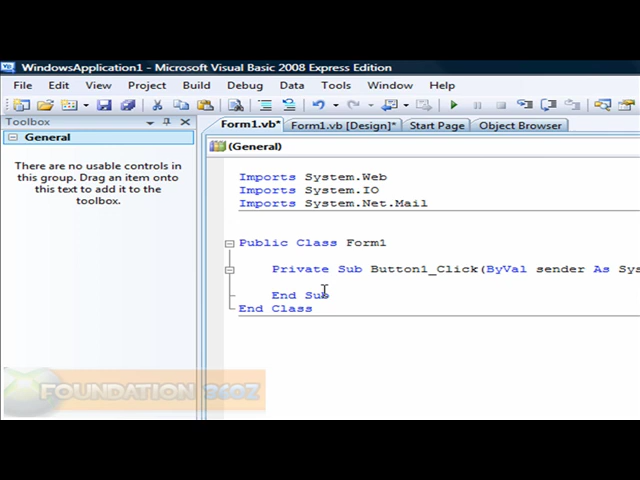 WindowsApplication1 - Microsoft Visual Basic 2008 Express Edition
File Edit View Project Build Debug Data Tools Window Help
Toolbox
General
There are no usable controls in
this group. Drag an item onto
this text to add it to the
toolbox.
Form1.vb* Form1.vb [Design]* Start Page Object Browser
(General)
Imports System.Web
Imports System.IO
Imports System.Net.Mail
Public Class Form1
Private Sub Button1_Click(ByVal sender As Sys
End Sub
End Class
FOUNDATION 360Z